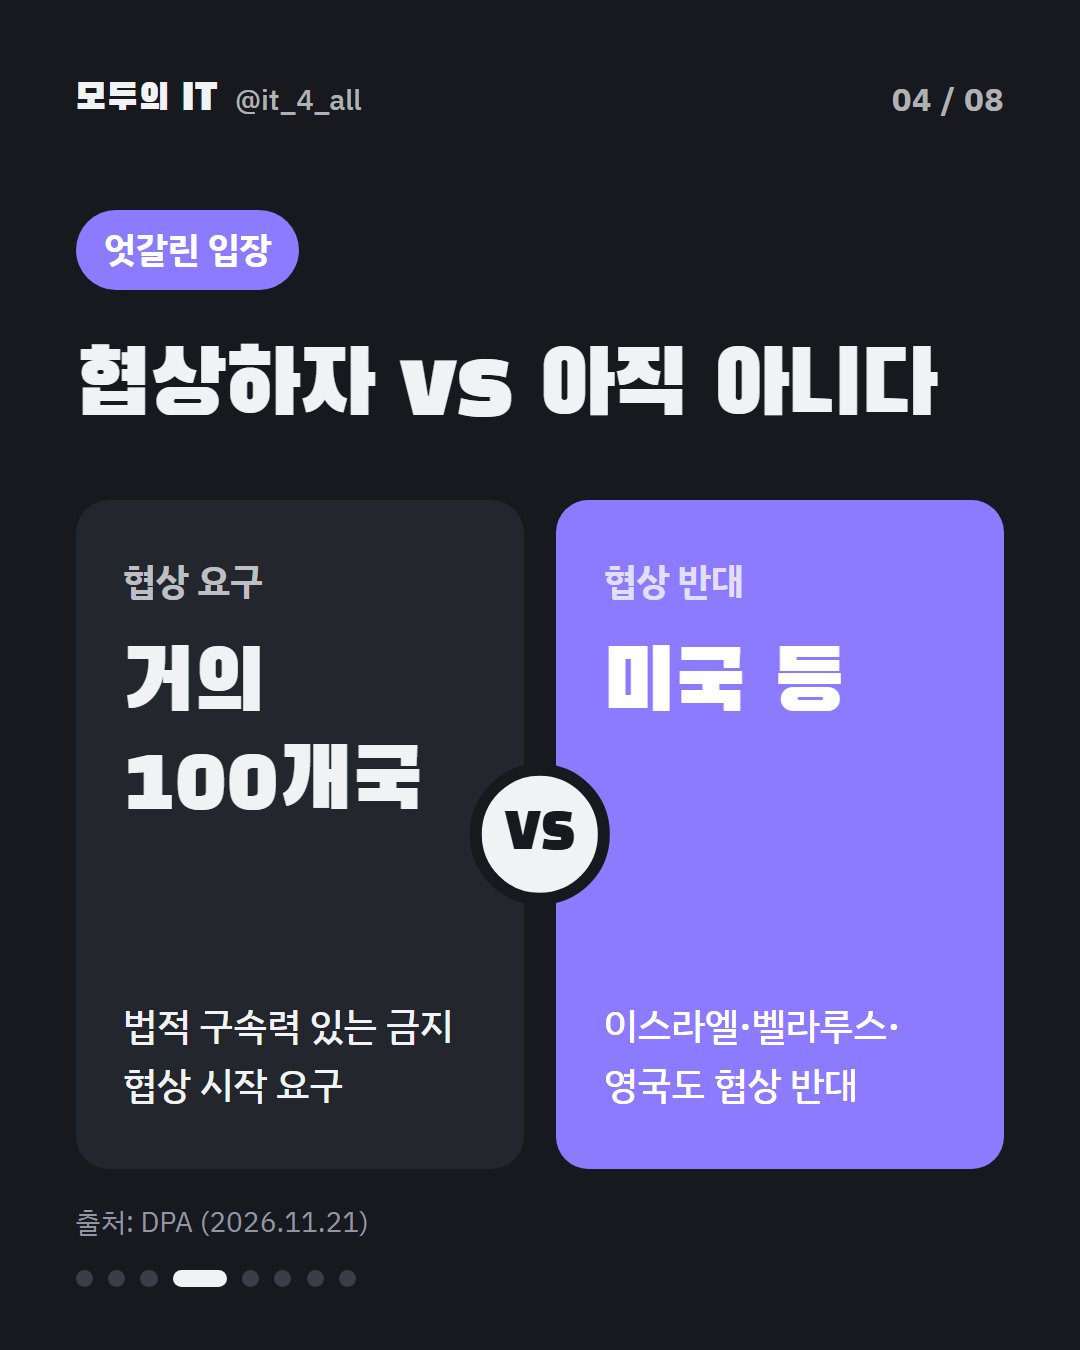 모두의 IT @it_4_all
04 / 08
엇갈린 입장
협상하자 vs 아직 아니다
협상 요구
거의
100개국
법적 구속력 있는 금지
협상 시작 요구
VS
협상 반대
미국 등
이스라엘·벨라루스·
영국도 협상 반대
출처: DPA (2026.11.21)